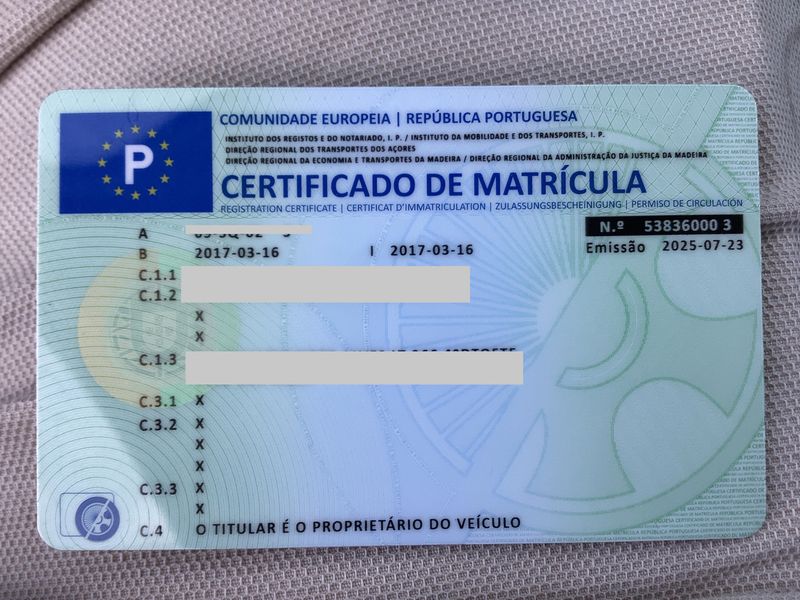 P
COMUNIDADE EUROPEIA | REPÚBLICA PORTUGUESA
INSTITUTO DOS REGISTOS E DO NOTARIADO, I. P. / INSTITUTO DA MOBILIDADE E DOS TRANSPORTES, I. P.
DIREÇÃO REGIONAL DOS TRANSPORTES DOS AÇORES
DIREÇÃO REGIONAL DA ECONOMIA E TRANSPORTES DA MADEIRA / DIREÇÃO REGIONAL DA ADMINISTRAÇÃO DA JUSTIÇA DA MADEIRA
CERTIFICADO DE MATRÍCULA
REGISTRATION CERTIFICATE | CERTIFICAT D'IMMATRICULATION | ZULASSUNGSBESCHEINIGUNG | PERMISO DE CIRCULACIÓN
A
N.º 53836000 3
B 2017-03-16 I 2017-03-16
Emissão 2025-07-23
C.1.1
C.1.2
X
X
C.1.3
C.3.1 X
C.3.2 X
X
X
C.3.3 X
X
C.4 O TITULAR É O PROPRIETÁRIO DO VEÍCULO